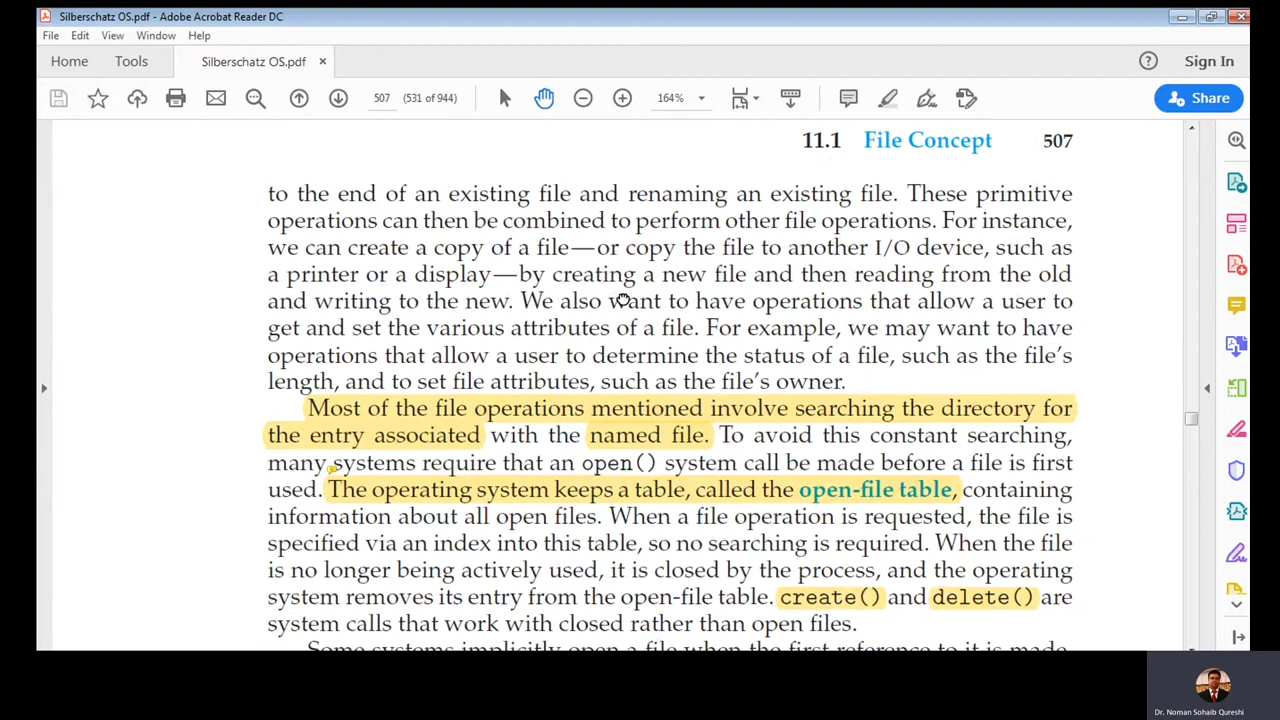 Silberschatz OS.pdf - Adobe Acrobat Reader DC
File Edit View Window Help
Home Tools Silberschatz OS.pdf × Sign In
507 (531 of 944) 164% Share
11.1 File Concept 507
to the end of an existing file and renaming an existing file. These primitive
operations can then be combined to perform other file operations. For instance,
we can create a copy of a file—or copy the file to another I/O device, such as
a printer or a display—by creating a new file and then reading from the old
and writing to the new. We also want to have operations that allow a user to
get and set the various attributes of a file. For example, we may want to have
operations that allow a user to determine the status of a file, such as the file's
length, and to set file attributes, such as the file's owner.
Most of the file operations mentioned involve searching the directory for
the entry associated with the named file. To avoid this constant searching,
many systems require that an open() system call be made before a file is first
used. The operating system keeps a table, called the open-file table, containing
information about all open files. When a file operation is requested, the file is
specified via an index into this table, so no searching is required. When the file
is no longer being actively used, it is closed by the process, and the operating
system removes its entry from the open-file table. create() and delete() are
system calls that work with closed rather than open files.
Some systems implicitly open a file when the first reference to it is made.
Dr. Noman Sohaib Qureshi